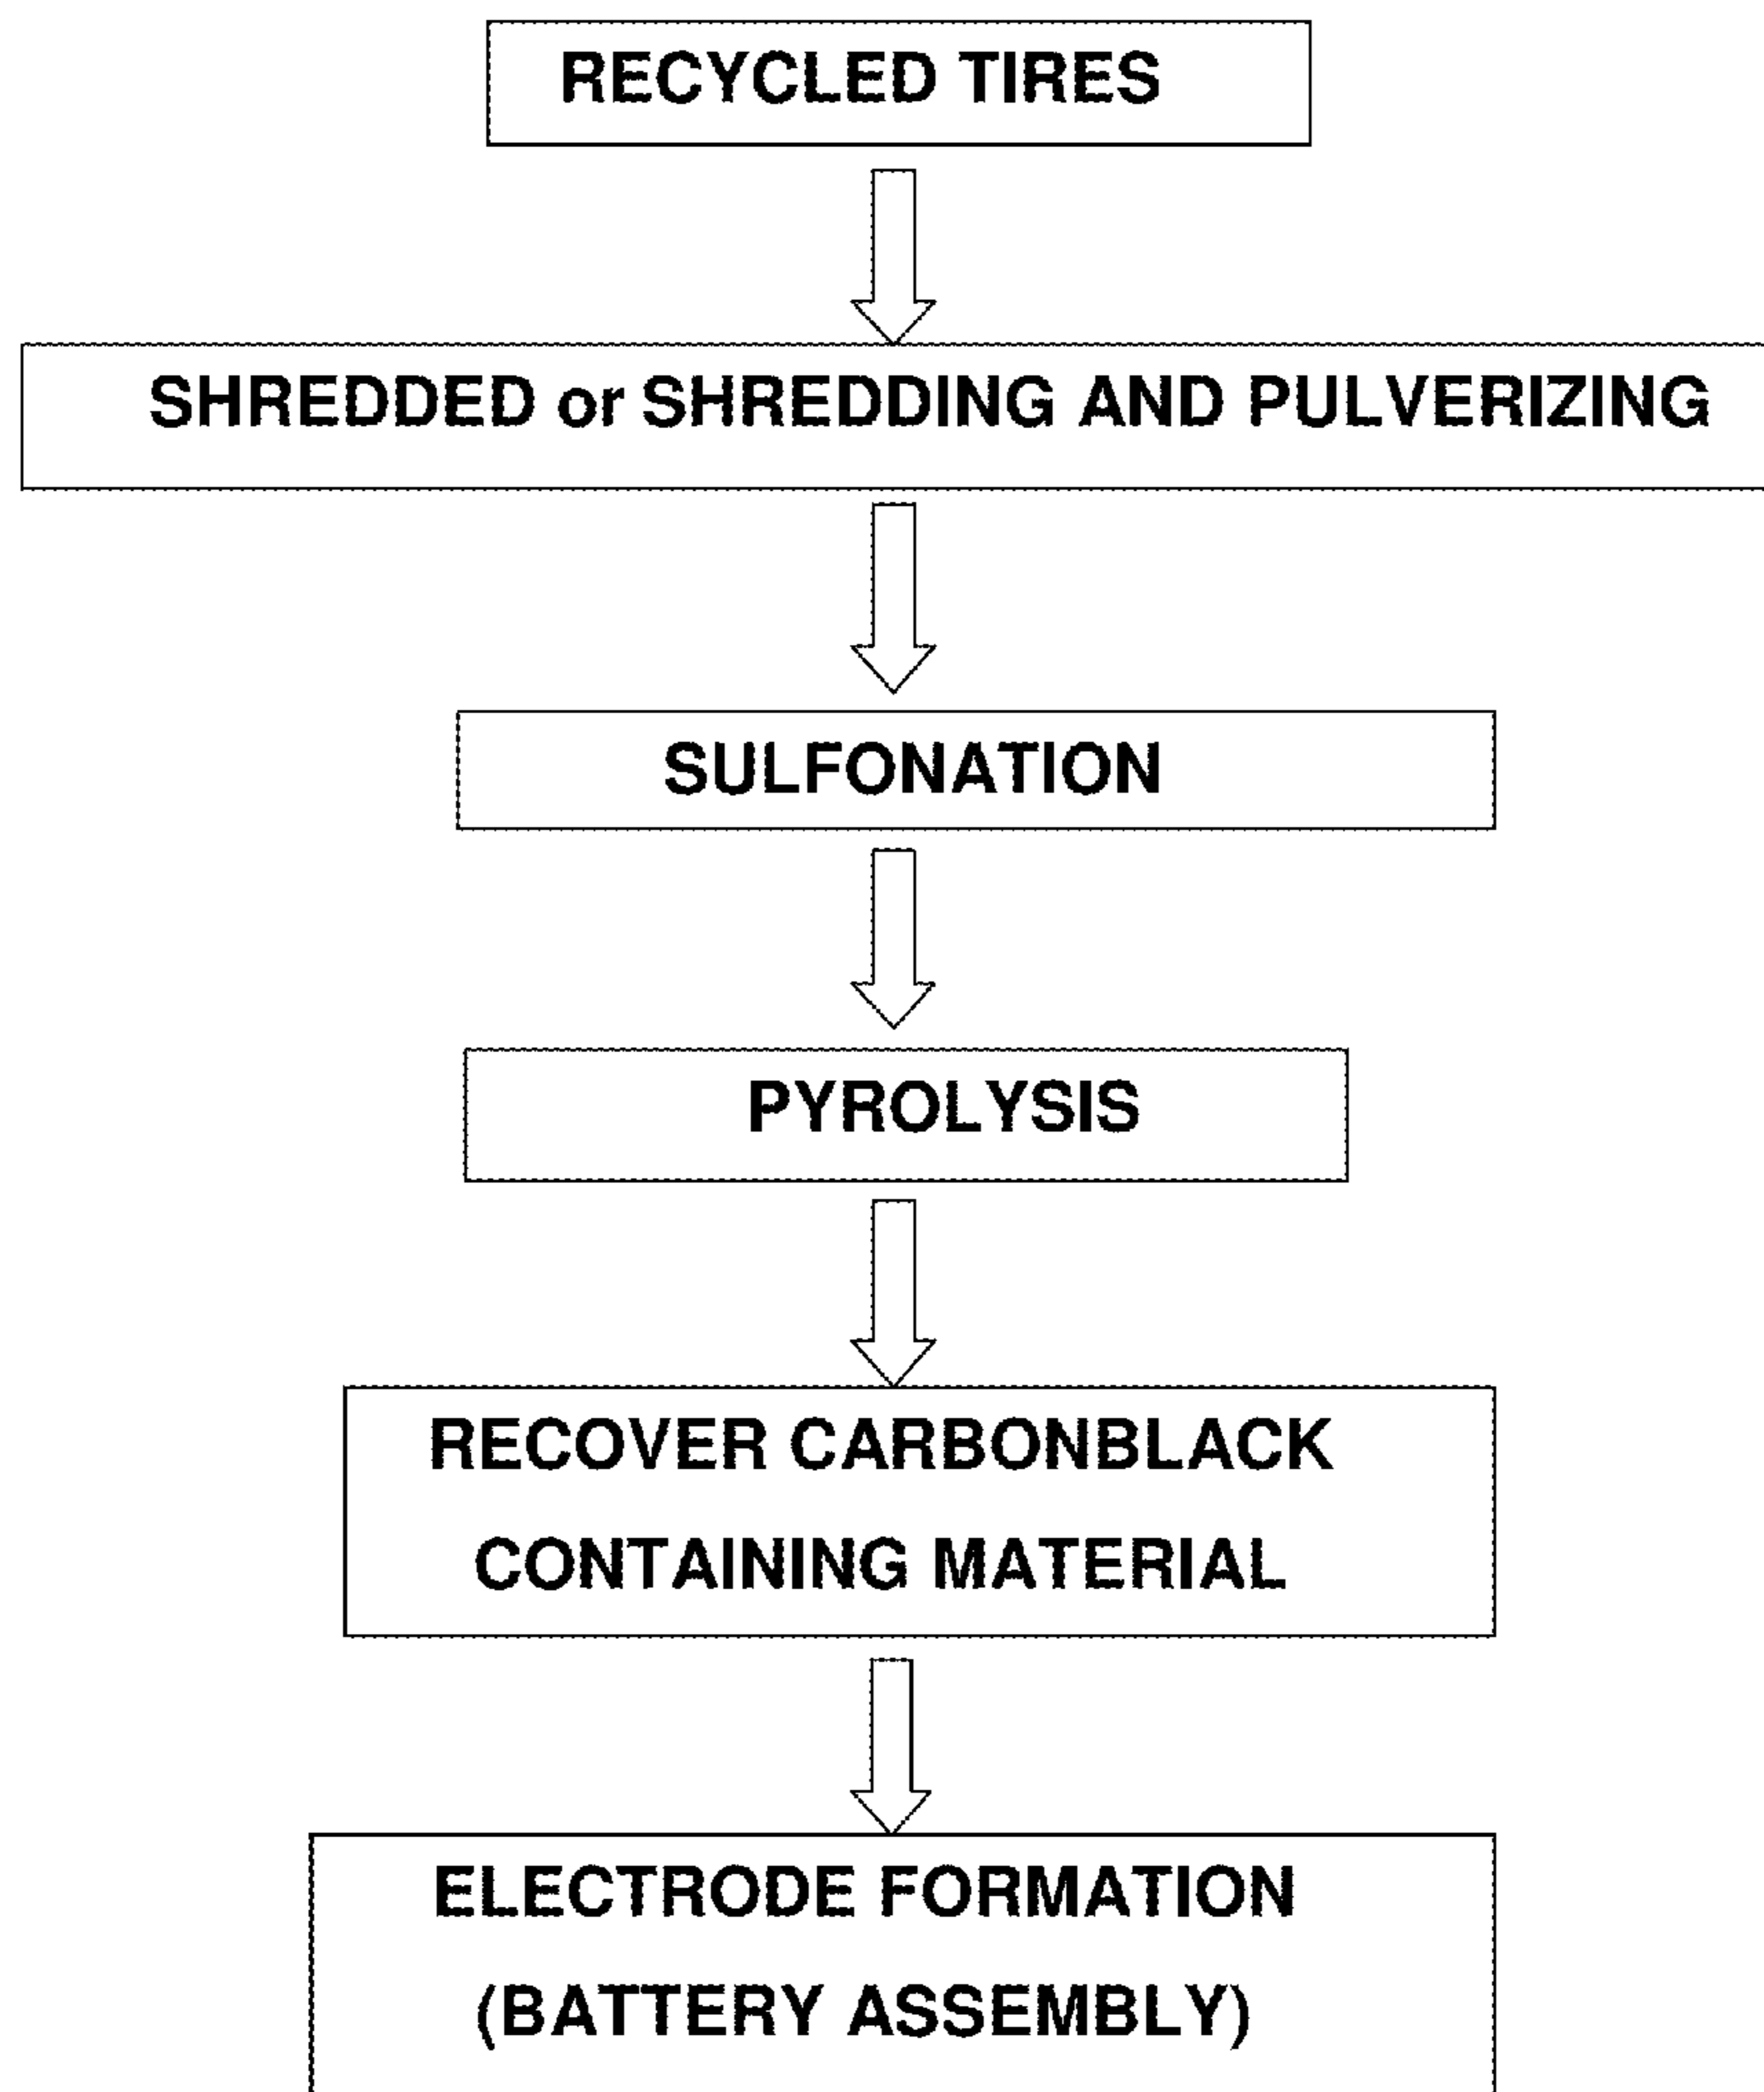 RECYCLED TIRES
SHREDDED or SHREDDING AND PULVERIZING
SULFONATION
PYROLYSIS
RECOVER CARBONBLACK
CONTAINING MATERIAL
ELECTRODE FORMATION
(BATTERY ASSEMBLY)